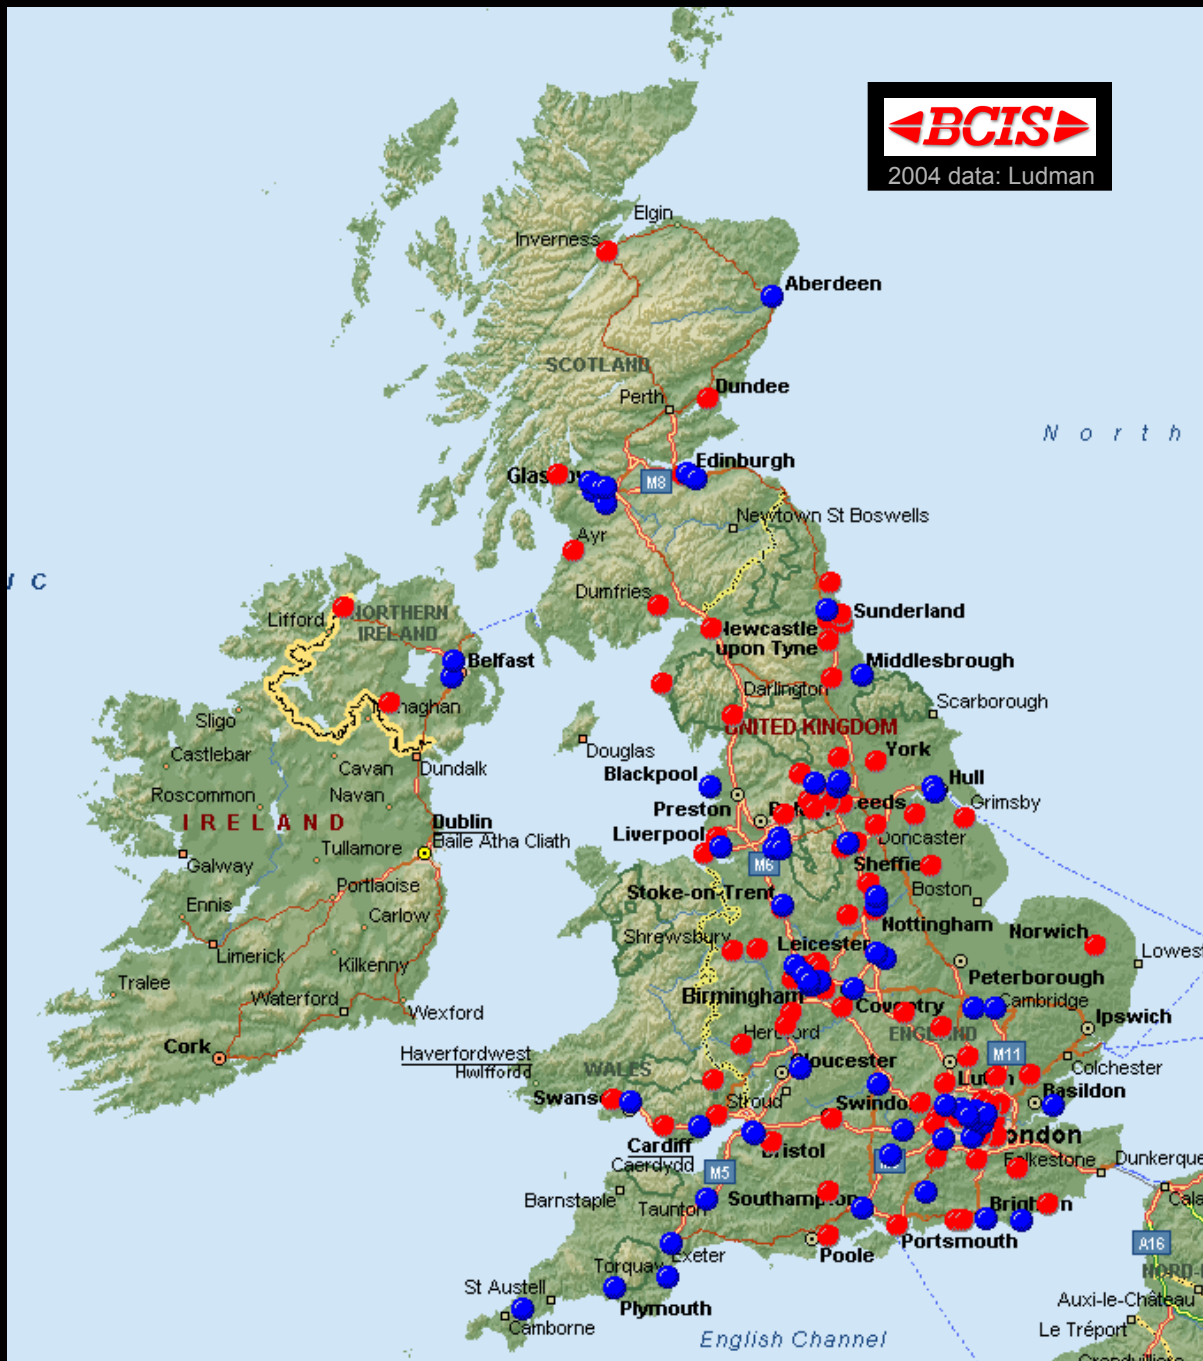 BCIS
2004 data: Ludman
Elgin
Inverness
Aberdeen
SCOTLAND
Dundee
Perth
North
Edinburgh
M8
Newtown St Boswells
Ayr
I C
Dumfries
Lifford
NORTHERN
IRELAND
Sunderland
upon Tyne
Belfast
Middlesbrough
Darlington
Scarborough
Sligo
UNITED KINGDOM
Douglas
York
Castlebar
Cavan
Dundalk
Blackpool
Hull
Roscommon
Navan
Preston
Grimsby
IRELAND
Dublin
Baile Atha Cliath
Liverpool
Doncaster
Tullamore
Galway
M6
Portlaoise
Stoke-on-Trent
Boston
Ennis
Carlow
Nottingham
Shrewsbury
Leicester
Norwich
Limerick
Kilkenny
Lowest
Tralee
Peterborough
Waterford
Birmingham
Cambridge
Wexford
Ipswich
ENGLAND
Cork
Haverfordwest
Hwlffordd
M11
Colchester
WALES
Stroud
Basildon
Cardiff
Caerdydd
M5
Dunkerque
Barnstaple
Taunton
Portsmouth
A16
Poole
Exeter
Torquay
St Austell
Plymouth
Camborne
Auxi-le-Château
Le Tréport
English Channel